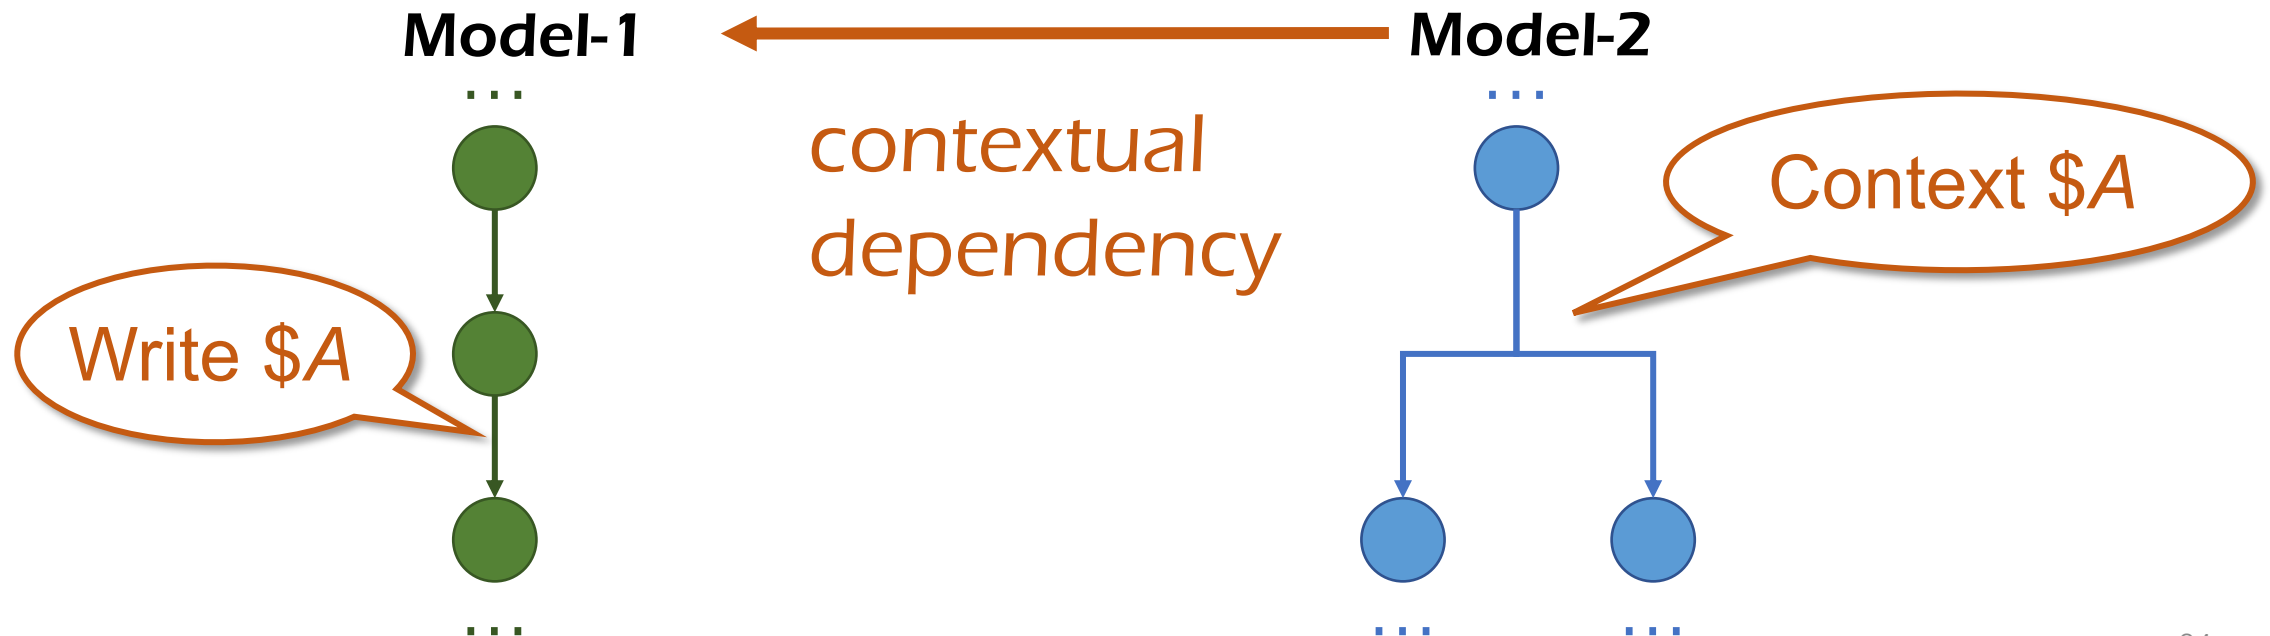 Model-1
Model-2
...
...
contextual
dependency
Context $A
Write $A
...
...
...